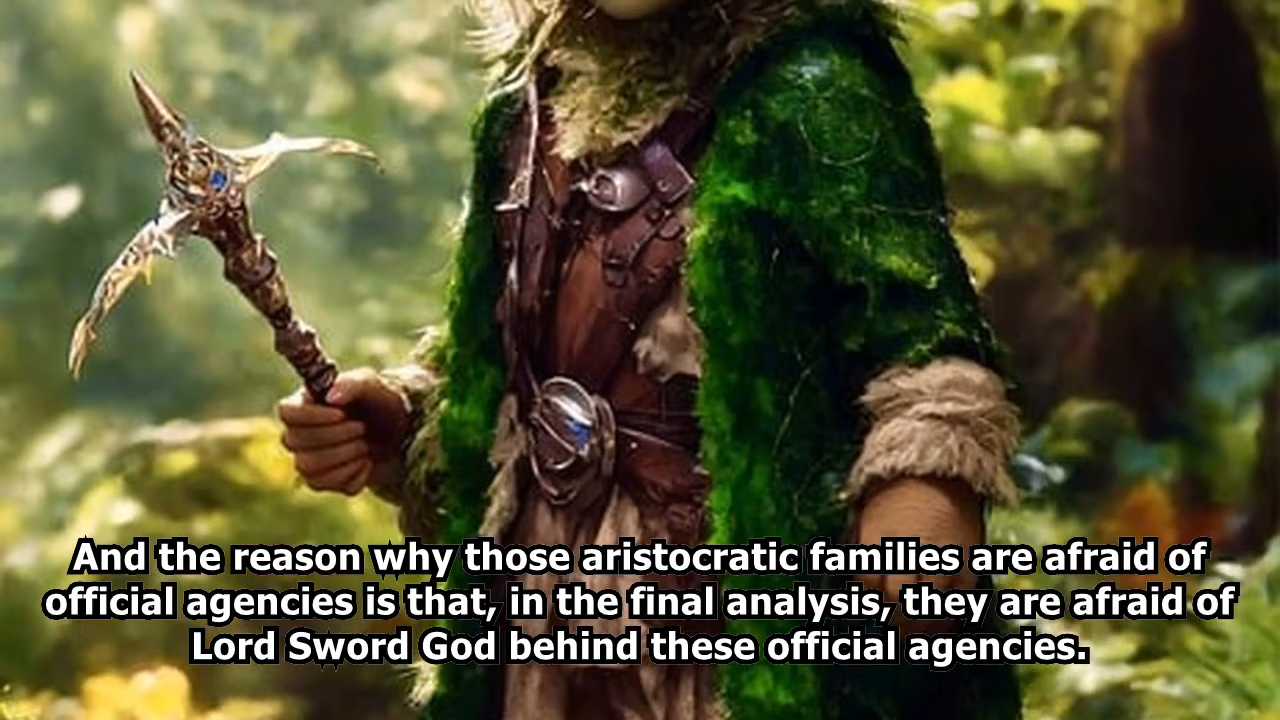 And the reason why those aristocratic families are afraid of
official agencies is that, in the final analysis, they are afraid of
Lord Sword God behind these official agencies.